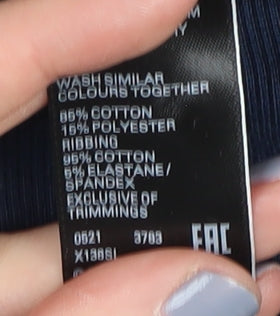 WASH SIMILAR
COLOURS TOGETHER
85% COTTON
15% POLYESTER
RIBBING
95% COTTON
5% ELASTANE/
SPANDEX
EXCLUSIVE OF
TRIMMINGS
0521 3783
EAC